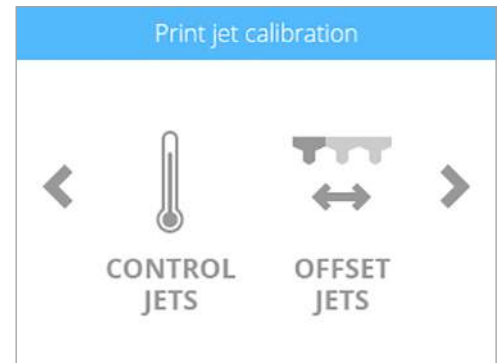 Print jet calibration
CONTROL
JETS
OFFSET
JETS